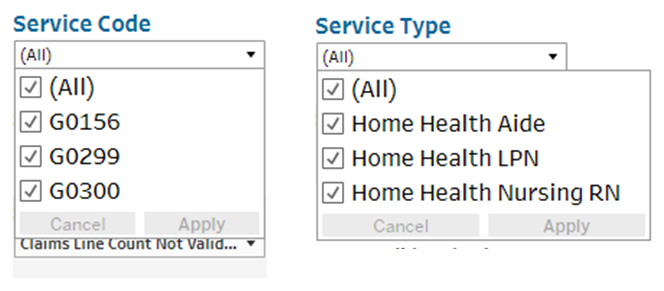 Service Code
(All)
(All)
G0156
G0299
G0300
Cancel Apply
Claims Line Count Not Valid...
Service Type
(All)
(All)
Home Health Aide
Home Health LPN
Home Health Nursing RN
Cancel Apply